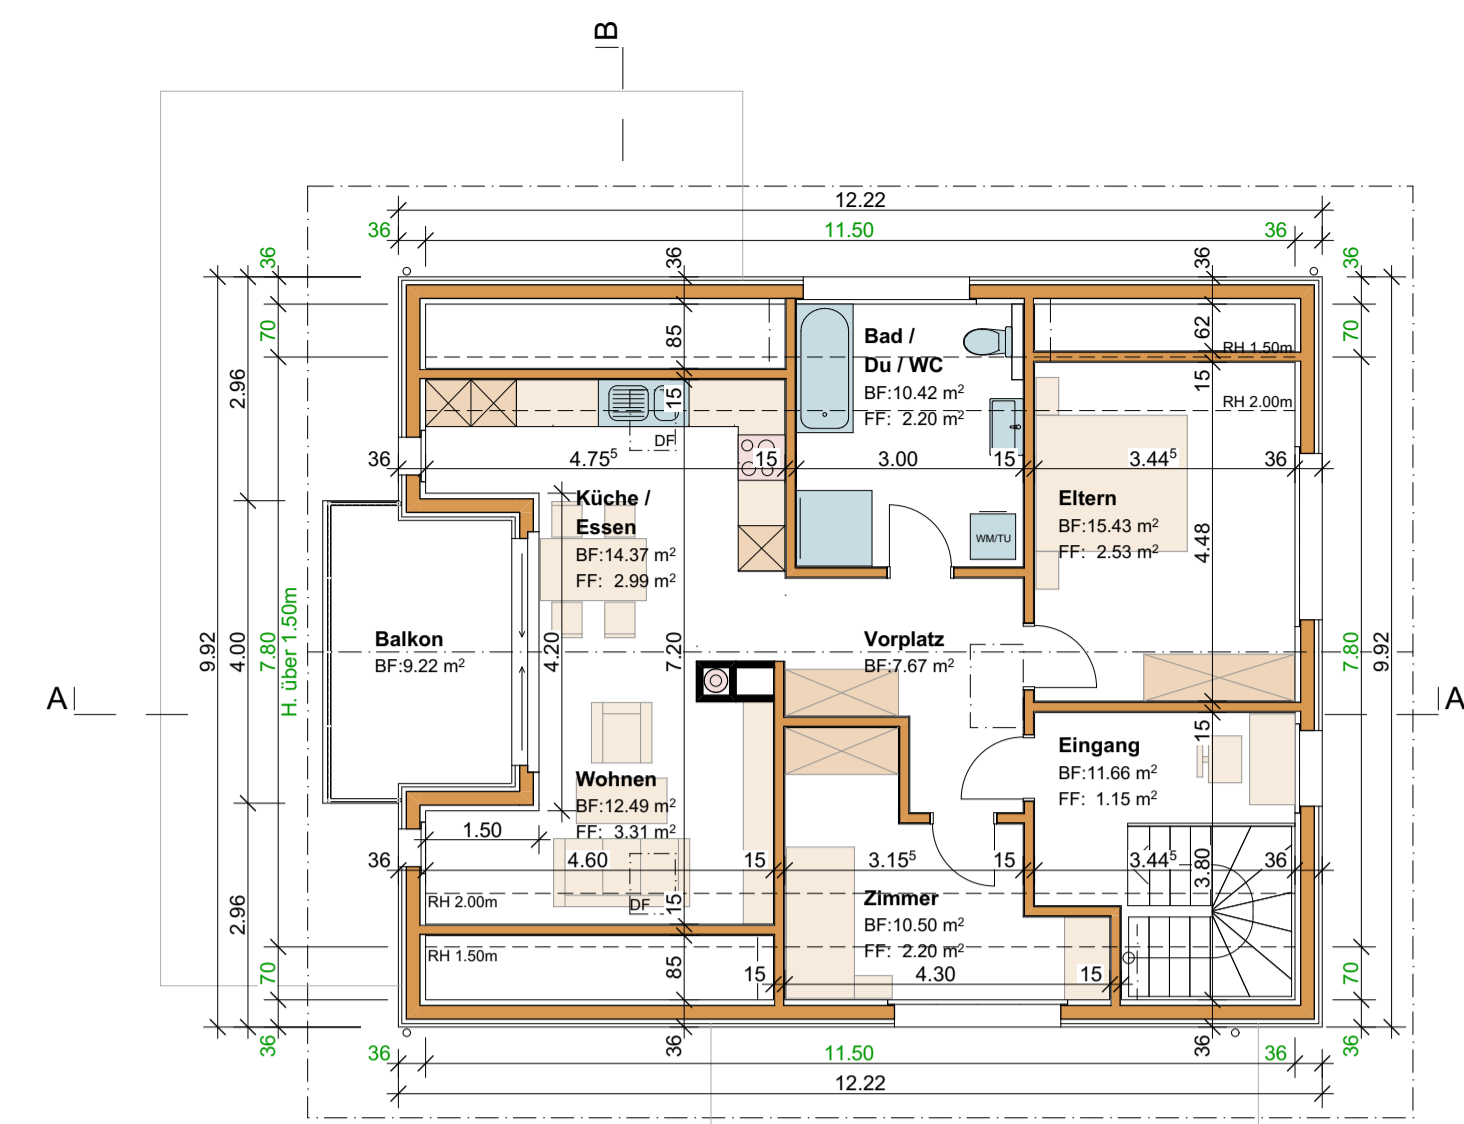 B
12.22
36
11.50
36
36
36
36
36
70
85
Bad /
Du / WC
BF:10.42 m²
FF: 2.20 m²
62
RH 1.50m
70
2.96
15
15
RH 2.00m
DF
36
4.75⁵
15
3.00
15
3.44⁵
36
Küche /
Essen
BF:14.37 m²
FF: 2.99 m²
WM/TU
Eltern
BF:15.43 m²
FF: 2.53 m²
4.48
9.92
4.00
7.80
H. über 1.50m
Balkon
BF:9.22 m²
4.20
7.20
Vorplatz
BF:7.67 m²
7.80
9.92
A
A
15
Eingang
BF:11.66 m²
FF: 1.15 m²
Wohnen
BF:12.49 m²
FF: 3.31 m²
1.50
36
4.60
15
3.15⁵
15
3.44⁵
3.80
36
RH 2.00m
DF
15
Zimmer
BF:10.50 m²
FF: 2.20 m²
2.96
RH 1.50m
70
85
15
4.30
15
70
36
36
36
36
36
11.50
36
12.22